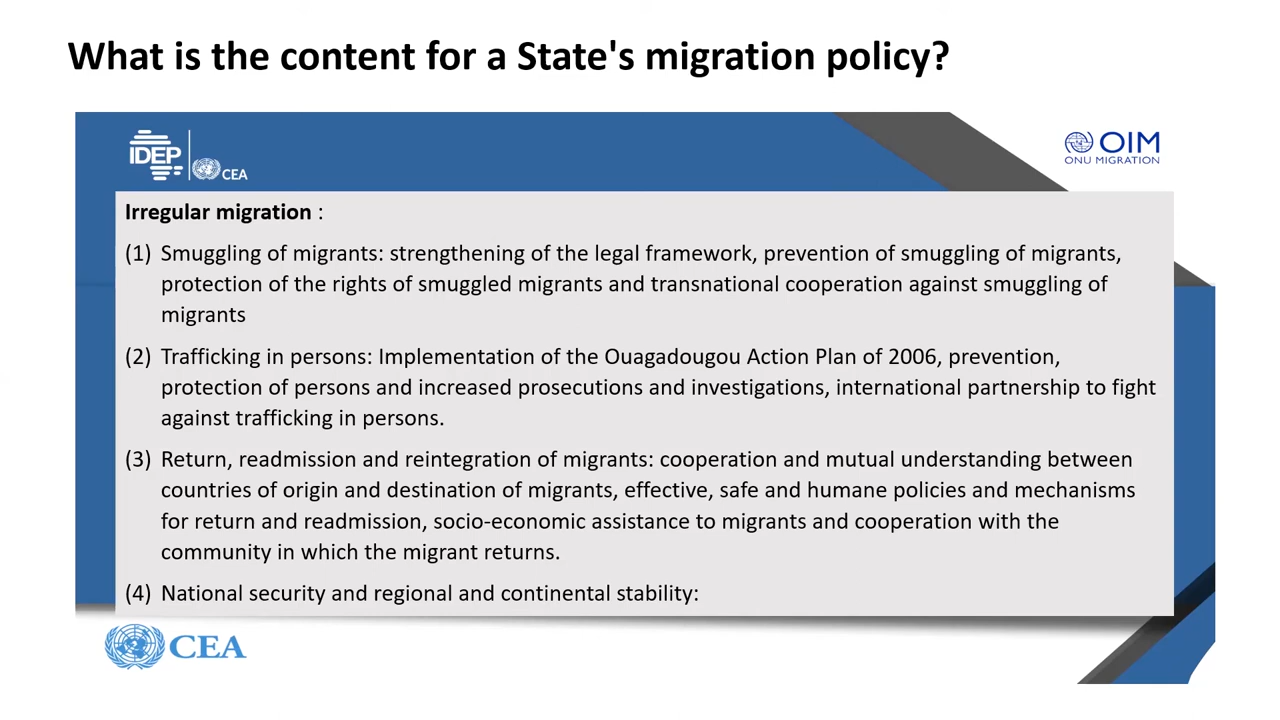 What is the content for a State's migration policy?
IDEP
CEA
OIM
ONU MIGRATION
Irregular migration :
(1) Smuggling of migrants: strengthening of the legal framework, prevention of smuggling of migrants,
protection of the rights of smuggled migrants and transnational cooperation against smuggling of
migrants
(2) Trafficking in persons: Implementation of the Ouagadougou Action Plan of 2006, prevention,
protection of persons and increased prosecutions and investigations, international partnership to fight
against trafficking in persons.
(3) Return, readmission and reintegration of migrants: cooperation and mutual understanding between
countries of origin and destination of migrants, effective, safe and humane policies and mechanisms
for return and readmission, socio-economic assistance to migrants and cooperation with the
community in which the migrant returns.
(4) National security and regional and continental stability:
CEA